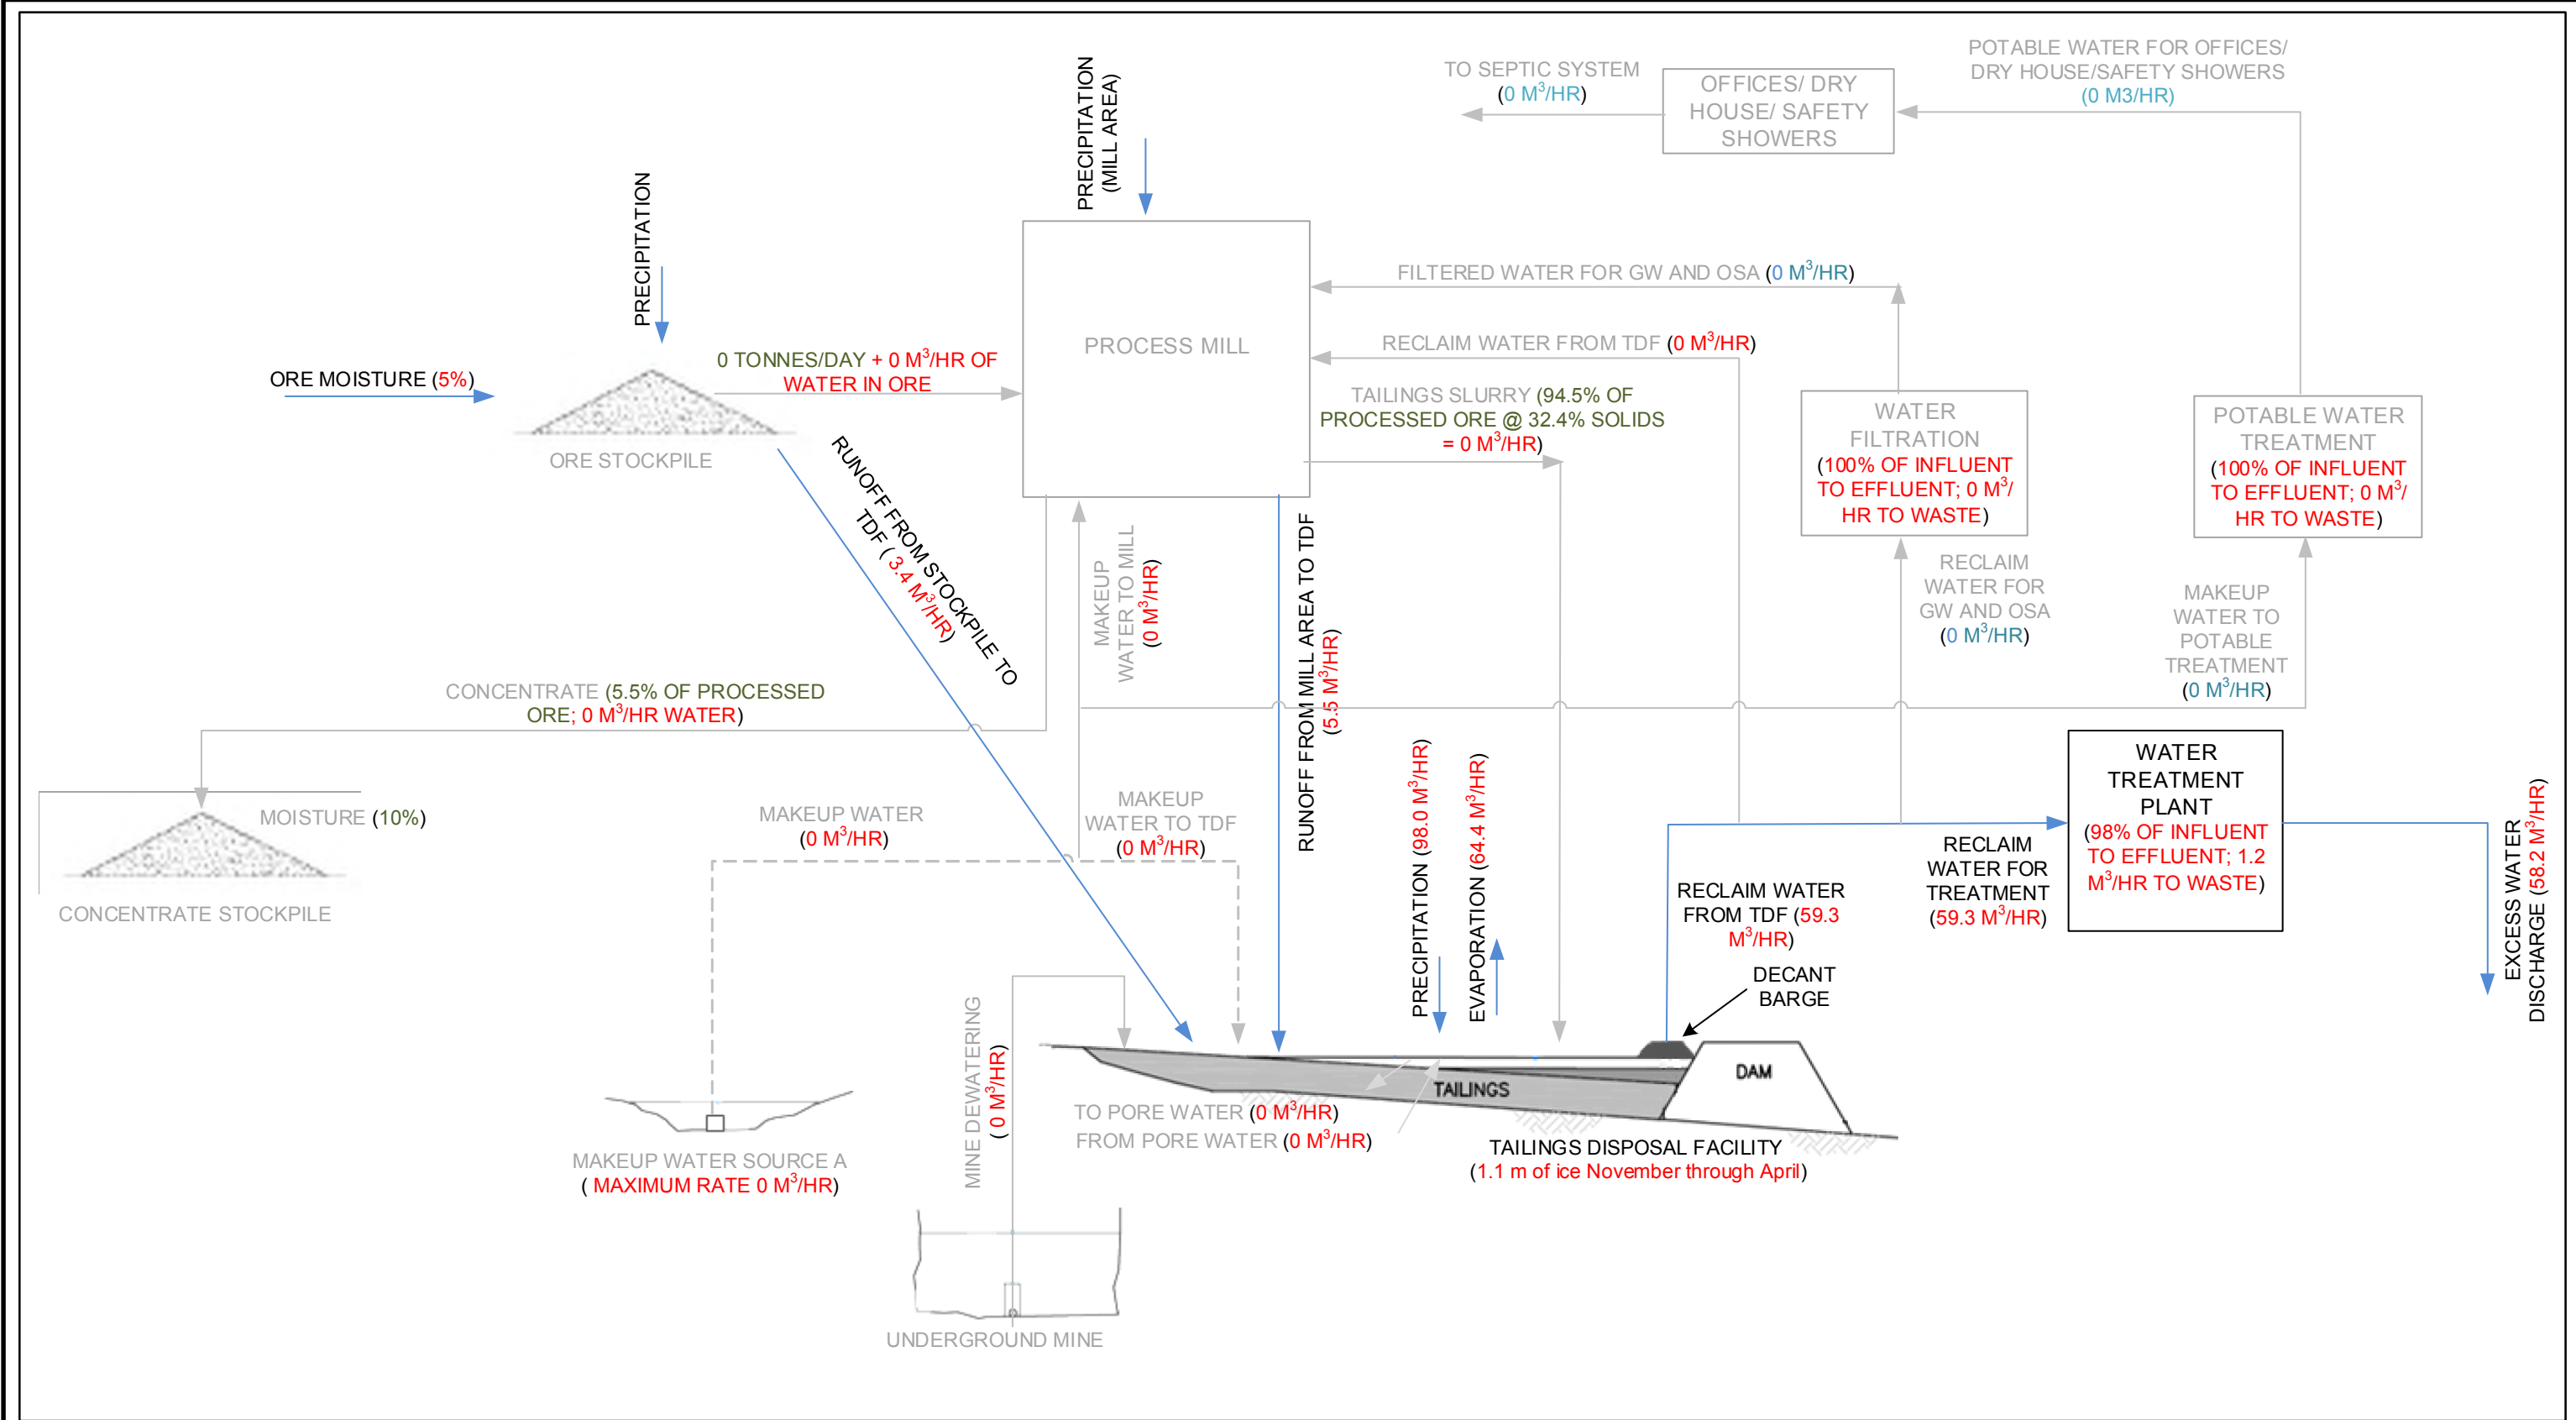 TO SEPTIC SYSTEM
(0 M³/HR)
OFFICES/ DRY
HOUSE/ SAFETY
SHOWERS
POTABLE WATER FOR OFFICES/
DRY HOUSE/SAFETY SHOWERS
(0 M3/HR)
PRECIPITATION
(MILL AREA)
PRECIPITATION
ORE MOISTURE (5%)
0 TONNES/DAY + 0 M³/HR OF
WATER IN ORE
ORE STOCKPILE
PROCESS MILL
FILTERED WATER FOR GW AND OSA (0 M³/HR)
RECLAIM WATER FROM TDF (0 M³/HR)
TAILINGS SLURRY (94.5% OF
PROCESSED ORE @ 32.4% SOLIDS
= 0 M³/HR)
WATER
FILTRATION
(100% OF INFLUENT
TO EFFLUENT; 0 M³/
HR TO WASTE)
POTABLE WATER
TREATMENT
(100% OF INFLUENT
TO EFFLUENT; 0 M³/
HR TO WASTE)
RUNOFF FROM STOCKPILE TO
TDF ( 3.4 M³/HR)
MAKEUP
WATER TO MILL
(0 M³/HR)
RUNOFF FROM MILL AREA TO TDF
(5.5 M³/HR)
RECLAIM
WATER FOR
GW AND OSA
(0 M³/HR)
MAKEUP
WATER TO
POTABLE
TREATMENT
(0 M³/HR)
CONCENTRATE (5.5% OF PROCESSED
ORE; 0 M³/HR WATER)
MOISTURE (10%)
CONCENTRATE STOCKPILE
MAKEUP WATER
(0 M³/HR)
MAKEUP
WATER TO TDF
(0 M³/HR)
PRECIPITATION (98.0 M³/HR)
EVAPORATION (64.4 M³/HR)
RECLAIM WATER
FROM TDF (59.3
M³/HR)
RECLAIM
WATER FOR
TREATMENT
(59.3 M³/HR)
WATER
TREATMENT
PLANT
(98% OF INFLUENT
TO EFFLUENT; 1.2
M³/HR TO WASTE)
EXCESS WATER
DISCHARGE (58.2 M³/HR)
DECANT
BARGE
MINE DEWATERING
( 0 M³/HR)
TAILINGS
DAM
TO PORE WATER (0 M³/HR)
FROM PORE WATER (0 M³/HR)
TAILINGS DISPOSAL FACILITY
(1.1 m of ice November through April)
MAKEUP WATER SOURCE A
( MAXIMUM RATE 0 M³/HR)
UNDERGROUND MINE